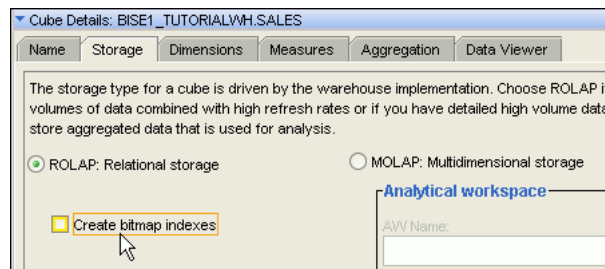 Cube Details: BISE1_TUTORIALWH.SALES
Name Storage Dimensions Measures Aggregation Data Viewer
The storage type for a cube is driven by the warehouse implementation. Choose ROLAP i
volumes of data combined with high refresh rates or if you have detailed high volume data
store aggregated data that is used for analysis.
ROLAP: Relational storage MOLAP: Multidimensional storage
Analytical workspace
Create bitmap indexes AW Name: